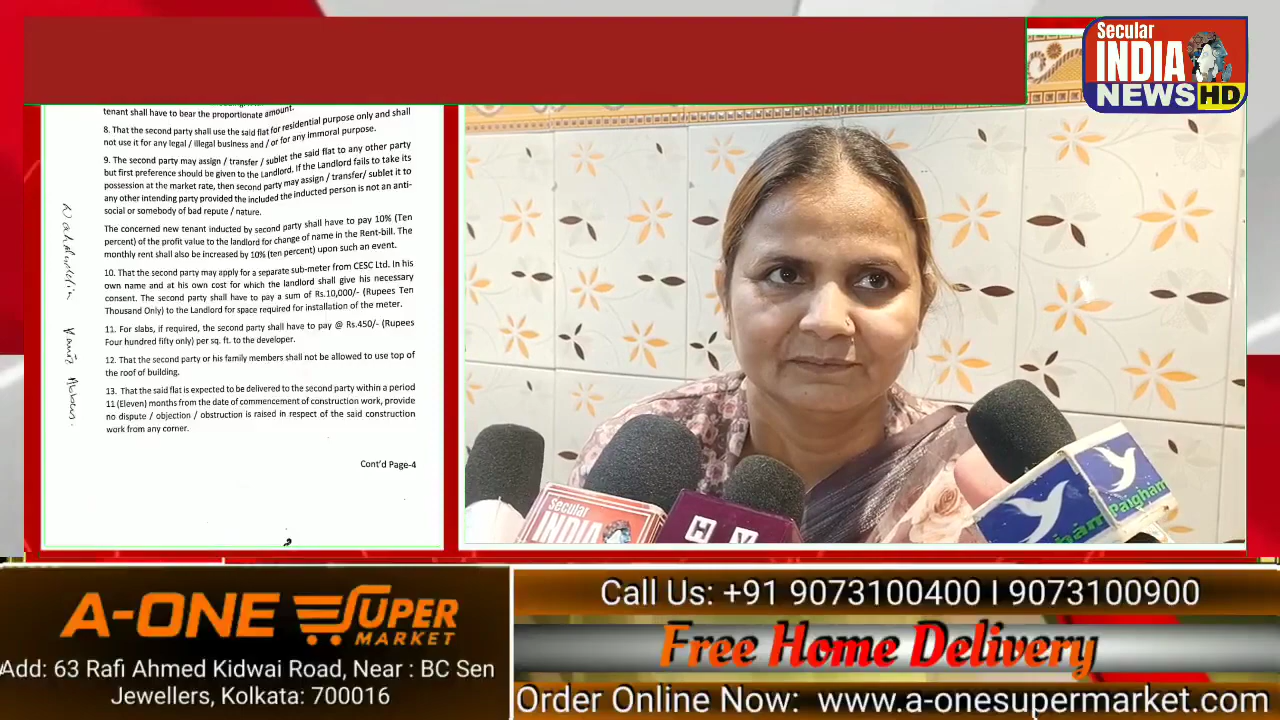 Secular
INDIA
NEWS HD
tenant shall have to bear the proportionate amount.
8. That the second party shall use the said flat for residential purpose only and shall
not use it for any legal / illegal business and / or for any immoral purpose.
9. The second party may assign / transfer / sublet the said flat to any other party
but first preference should be given to the Landlord. If the Landlord fails to take its
possession at the market rate, then second party may assign / transfer/ sublet it to
any other intending party provided the included the inducted person is not an anti-
social or somebody of bad repute / nature.
The concerned new tenant inducted by second party shall have to pay 10% (Ten
percent) of the profit value to the landlord for change of name in the Rent-bill. The
monthly rent shall also be increased by 10% (ten percent) upon such an event.
10. That the second party may apply for a separate sub-meter from CESC Ltd. In his
own name and at his own cost for which the landlord shall give his necessary
consent. The second party shall have to pay a sum of Rs.10,000/- (Rupees Ten
Thousand Only) to the Landlord for space required for installation of the meter.
11. For slabs, if required, the second party shall have to pay @ Rs.450/- (Rupees
Four hundred fifty only) per sq. ft. to the developer.
12. That the second party or his family members shall not be allowed to use top of
the roof of building.
13. That the said flat is expected to be delivered to the second party within a period
11 (Eleven) months from the date of commencement of construction work, provide
no dispute / objection / obstruction is raised in respect of the said construction
work from any corner.
Cont'd Page-4
Secular
INDIA
Paigham
A-ONE SUPER
MARKET
Add: 63 Rafi Ahmed Kidwai Road, Near : BC Sen
Jewellers, Kolkata: 700016
Call Us: +91 9073100400 I 9073100900
Free Home Delivery
Order Online Now: www.a-onesupermarket.com